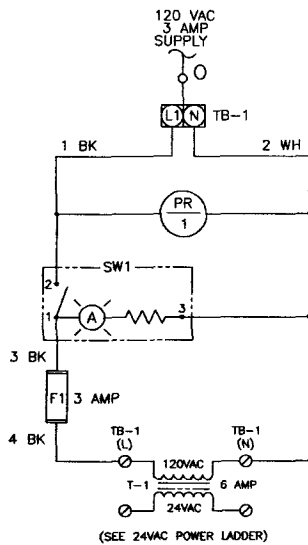 120 VAC
3 AMP
SUPPLY
O
L1 N TB-1
1 BK 2 WH
PR
1
SW1
2
1 A 3
3 BK
F1 3 AMP
4 BK
TB-1 TB-1
(L) (N)
120VAC
T-1 6 AMP
24VAC
(SEE 24VAC POWER LADDER)